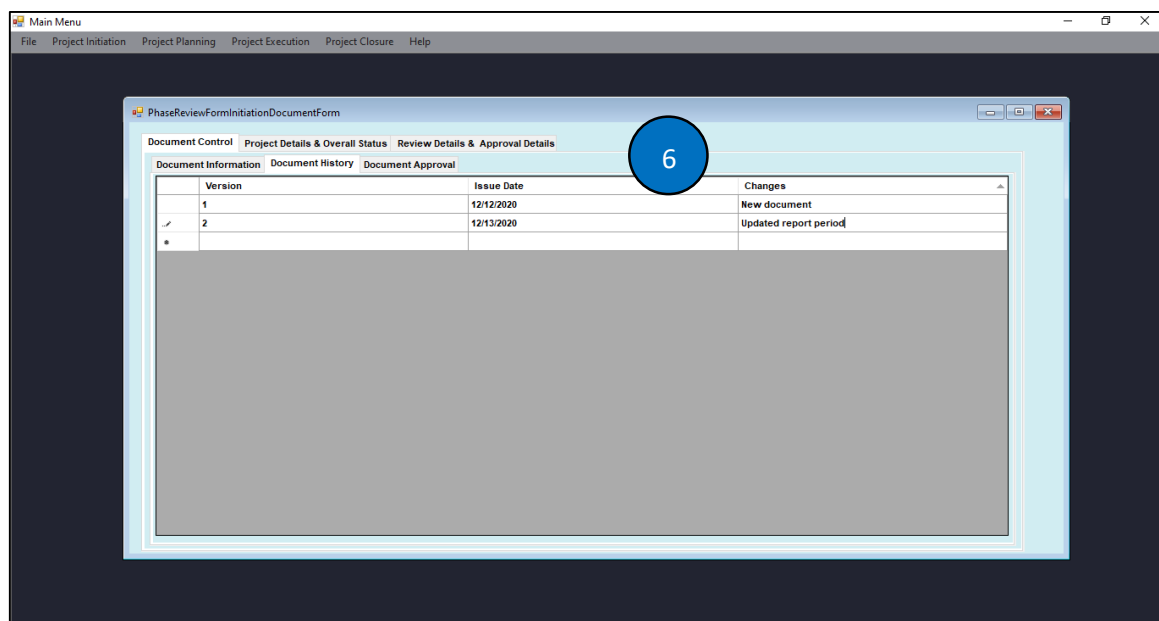 Main Menu
File Project Initiation Project Planning Project Execution Project Closure Help
PhaseReviewFormInitiationDocumentForm
Document Control Project Details & Overall Status Review Details & Approval Details
6
Document Information Document History Document Approval
Version Issue Date Changes
1 12/12/2020 New document
2 12/13/2020 Updated report period